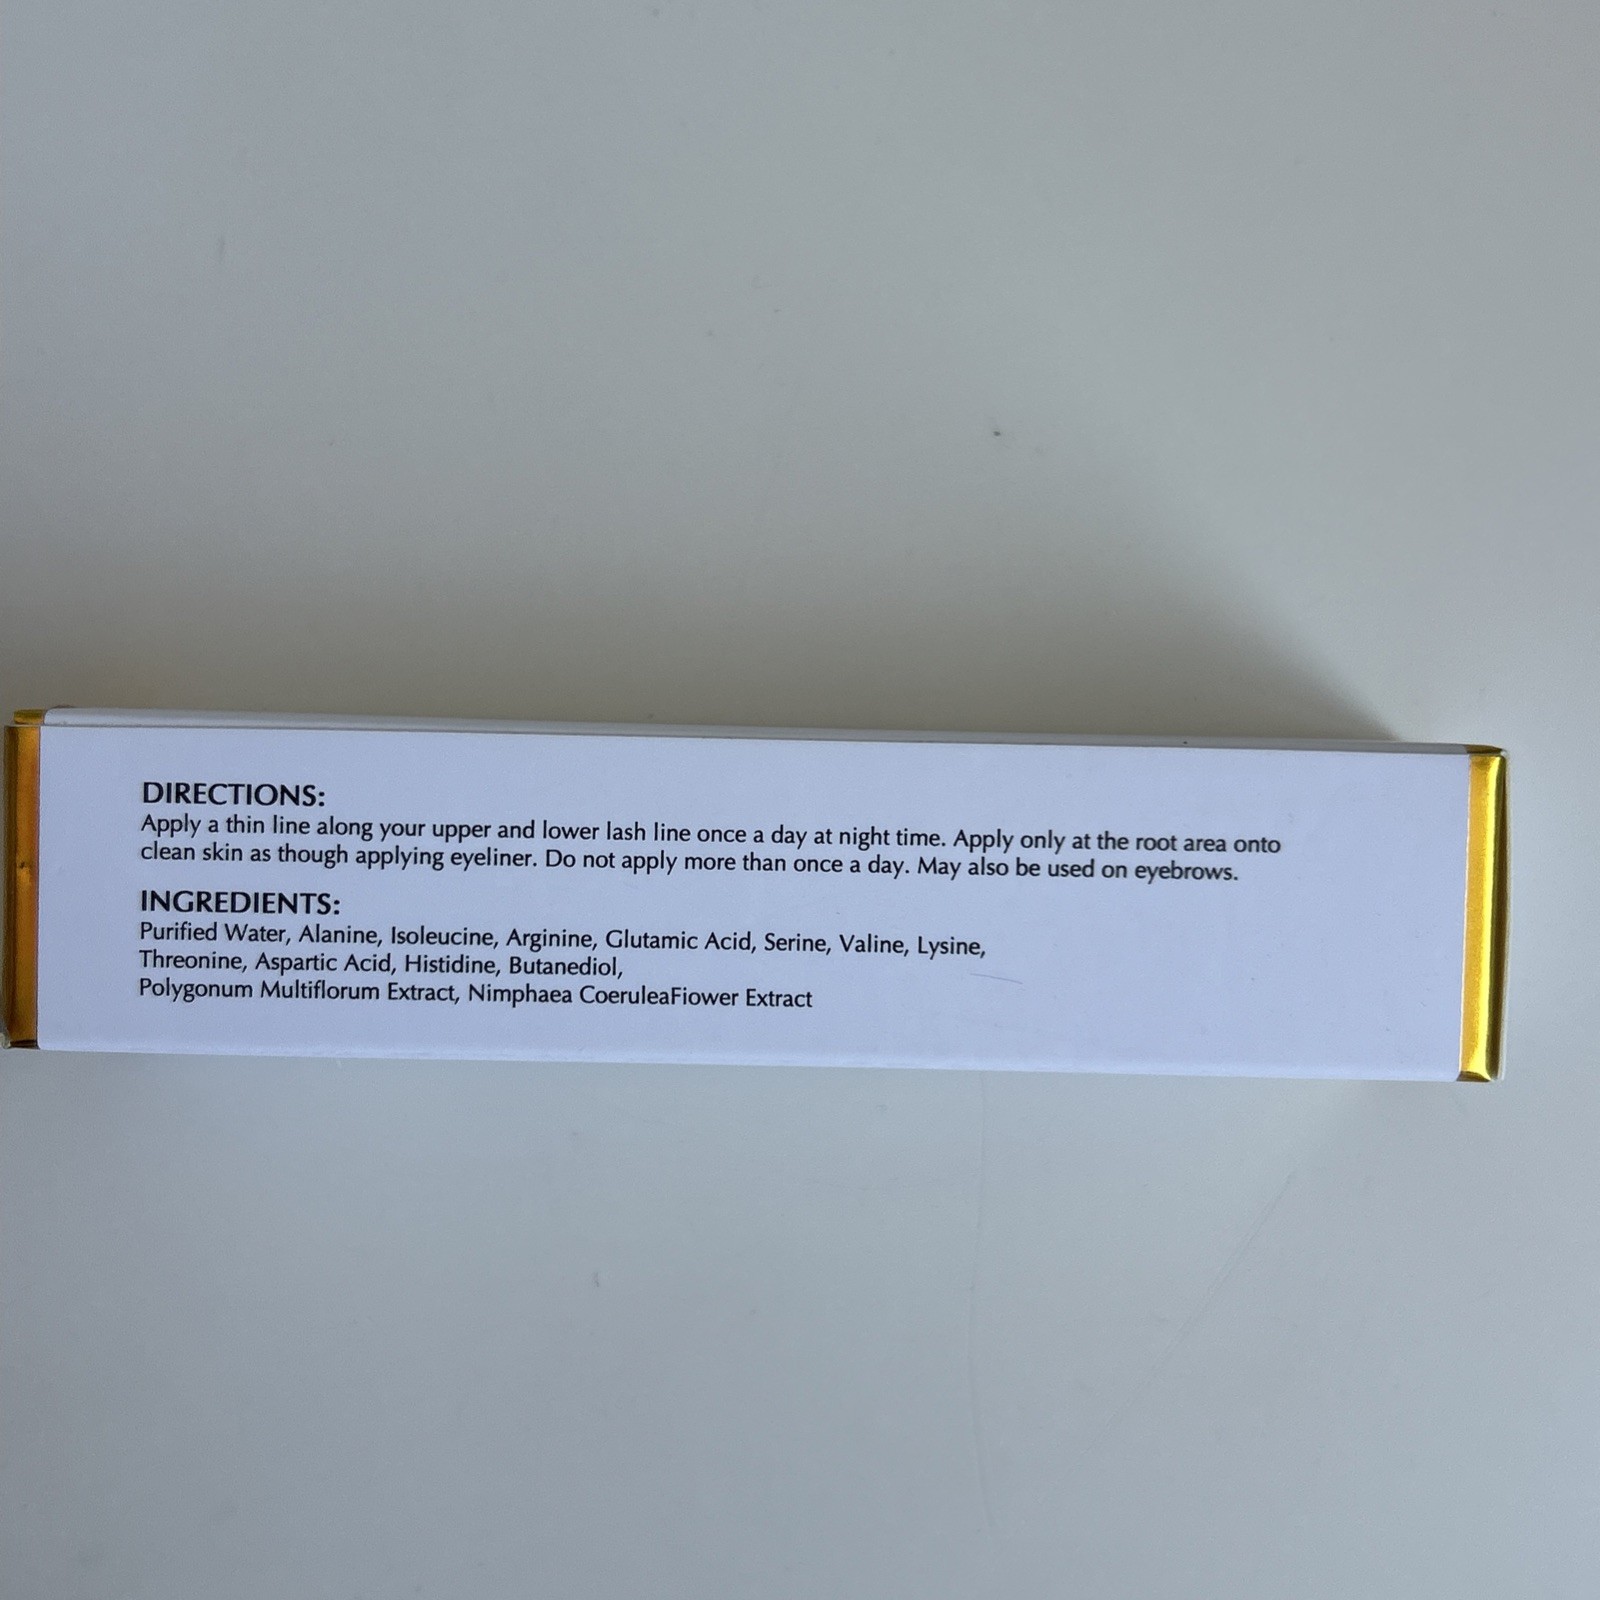 DIRECTIONS:
Apply a thin line along your upper and lower lash line once a day at night time. Apply only at the root area onto
clean skin as though applying eyeliner. Do not apply more than once a day. May also be used on eyebrows.
INGREDIENTS:
Purified Water, Alanine, Isoleucine, Arginine, Glutamic Acid, Serine, Valine, Lysine,
Threonine, Aspartic Acid, Histidine, Butanediol,
Polygonum Multiflorum Extract, Nimphaea CoeruleaFiower Extract